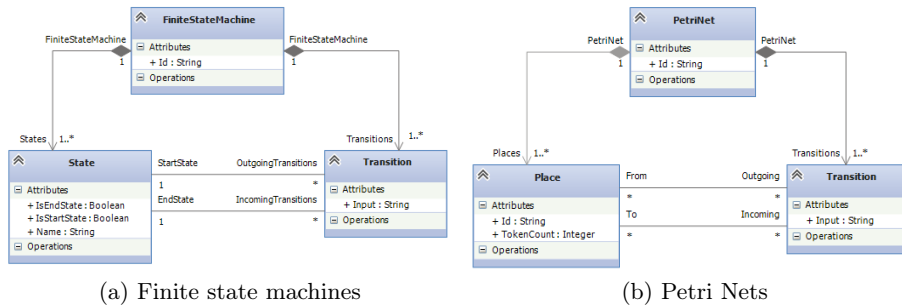 FiniteStateMachine
Attributes
+ Id : String
Operations
FiniteStateMachine
1
FiniteStateMachine
1
States
1..*
Transitions
1..*
State
Attributes
+ IsEndState : Boolean
+ IsStartState : Boolean
+ Name : String
Operations
StartState
OutgoingTransitions
1
*
EndState
IncomingTransitions
1
*
Transition
Attributes
+ Input : String
Operations
(a) Finite state machines
PetriNet
Attributes
+ Id : String
Operations
PetriNet
1
PetriNet
1
Places
1..*
Transitions
1..*
Place
Attributes
+ Id : String
+ TokenCount : Integer
Operations
From
Outgoing
*
*
To
Incoming
*
*
Transition
Attributes
+ Input : String
Operations
(b) Petri Nets